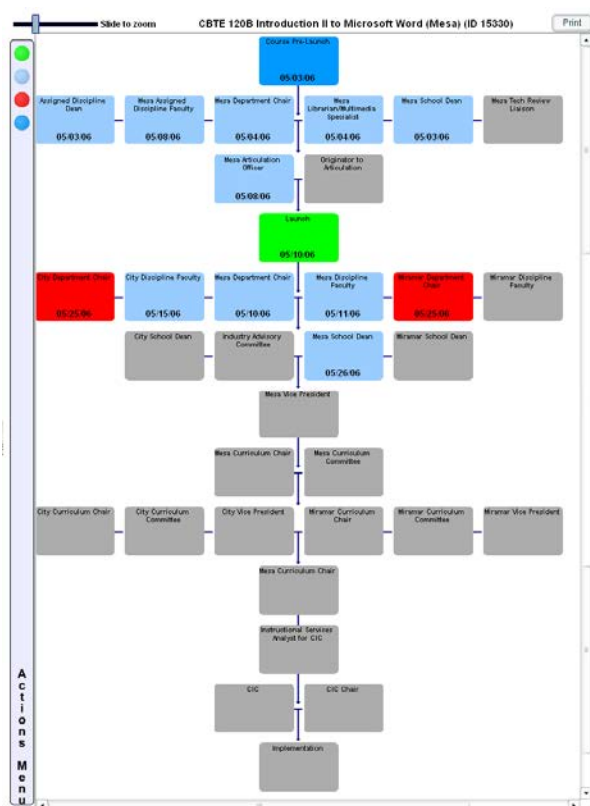 Slide to zoom
CBTE 120B Introduction II to Microsoft Word (Mesa) (ID 15330)
Print
Course Pre-Launch
05/03/06
Assigned Discipline
Dean
05/03/06
Mesa Assigned
Discipline Faculty
05/08/06
Mesa Department Chair
05/04/06
Mesa
Librarian/Multimedia
Specialist
05/04/06
Mesa School Dean
05/03/06
Mesa Tech Review
Liaison
Mesa Articulation
Officer
05/08/06
Originator to
Articulation
Launch
05/10/06
City Department Chair
05/25/06
City Discipline Faculty
05/15/06
Mesa Department Chair
05/10/06
Mesa Discipline
Faculty
05/11/06
Miramar Department
Chair
05/25/06
Miramar Discipline
Faculty
City School Dean
Industry Advisory
Committee
Mesa School Dean
05/26/06
Miramar School Dean
Mesa Vice President
Mesa Curriculum Chair
Mesa Curriculum
Committee
City Curriculum Chair
City Curriculum
Committee
City Vice President
Miramar Curriculum
Chair
Miramar Curriculum
Committee
Miramar Vice President
Mesa Curriculum Chair
Instructional Services
Analyst for CIC
CIC
CIC Chair
Implementation
Actions Menu